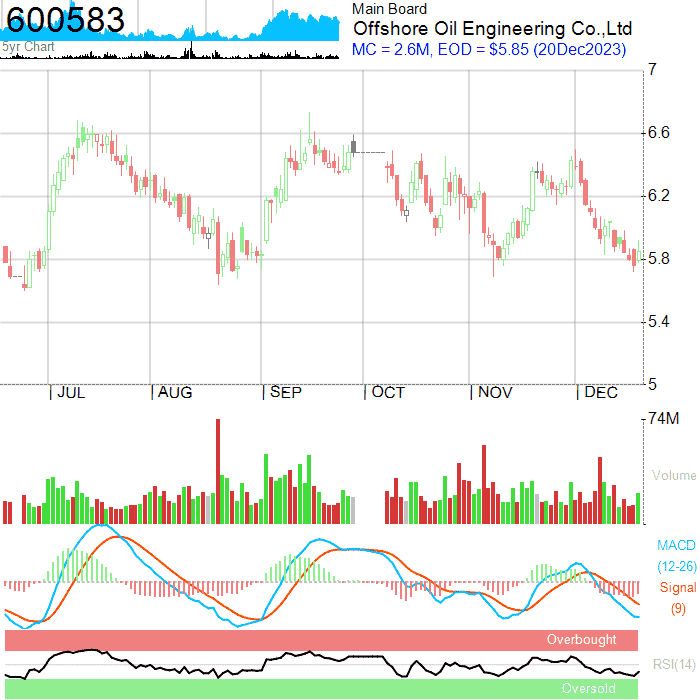 600583
5yr Chart
Main Board
Offshore Oil Engineering Co.,Ltd
MC = 2.6M, EOD = $5.85 (20Dec2023)
7
6.6
6.2
5.8
5.4
5
JUL AUG SEP OCT NOV DEC
74M
Volume
MACD
(12-26)
Signal
(9)
Overbought
RSI(14)
Oversold